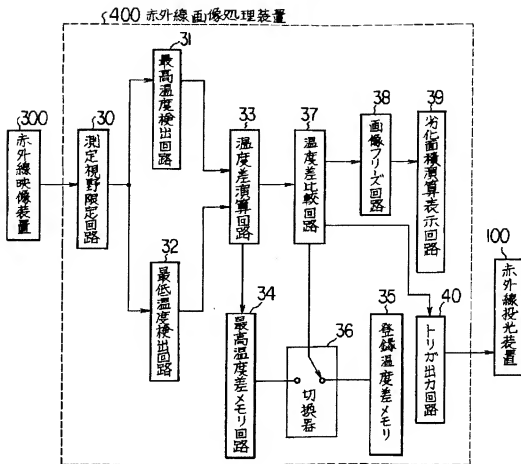 400 赤外線画像処理装置
31
最高温度検出回路
300
赤外線映像装置
30
測定視野限定回路
33
温度差演算回路
37
温度差比較回路
38
画像フリーズ回路
39
劣化面積演算表示回路
32
最低温度検出回路
34
最高温度差メモリ回路
36
切換器
35
登録温度差メモリ
40
トリガ出力回路
100
赤外線投光装置